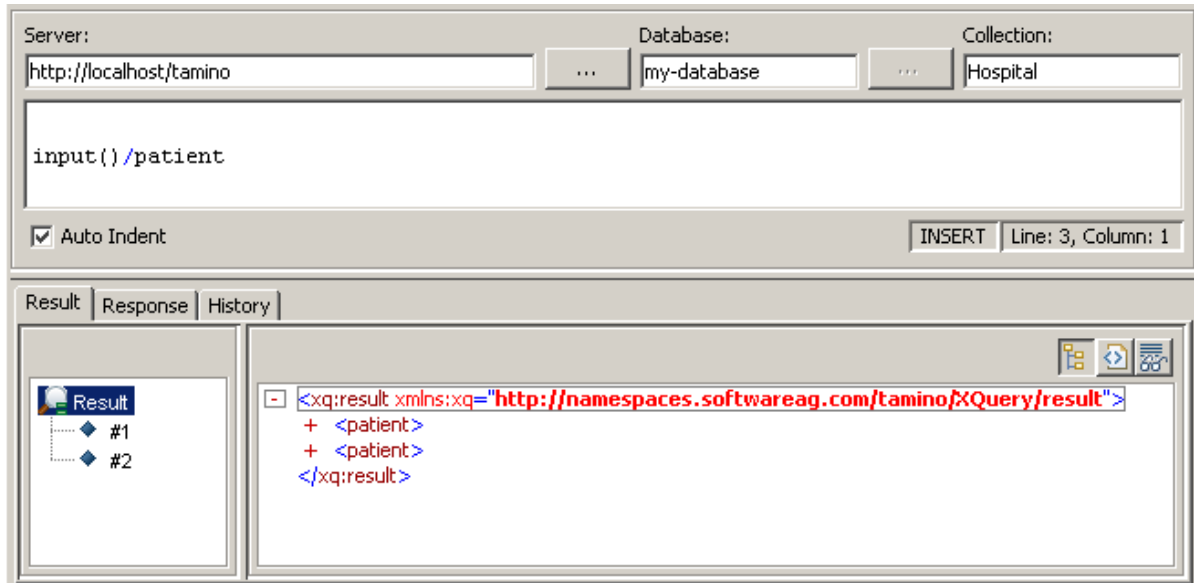 Server: Database: Collection:
http://localhost/tamino ... my-database ... Hospital
input()/patient
Auto Indent INSERT Line: 3, Column: 1
Result Response History
Result
#1
#2
- <xq:result xmlns:xq="http://namespaces.softwareag.com/tamino/XQuery/result">
+ <patient>
+ <patient>
</xq:result>